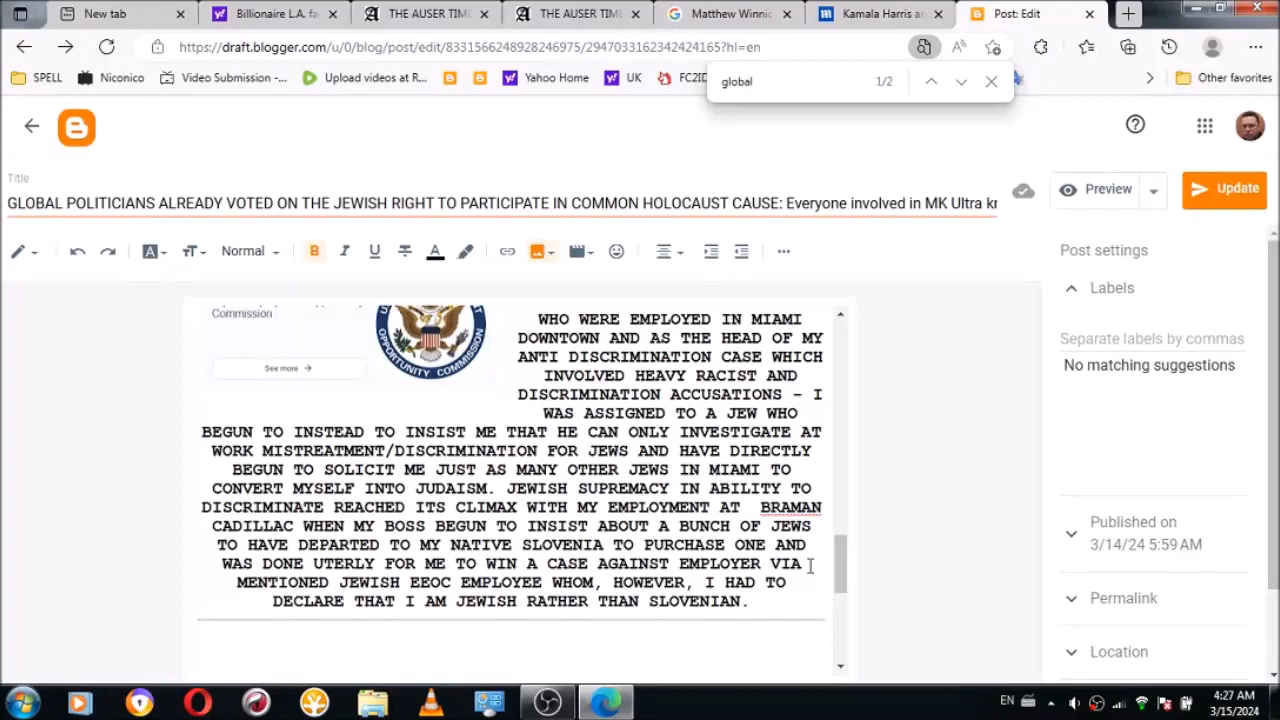 New tab
Billionaire L.A. fa
THE AUSER TIME
THE AUSER TIME
Matthew Winnic
Kamala Harris an
Post: Edit
https://draft.blogger.com/u/0/blog/post/edit/8331566248928246975/2947033162342424165?hl=en
SPELL
Niconico
Video Submission -...
Upload videos at R...
Yahoo Home
UK
FC2ID
Other favorites
global
1/2
Title
GLOBAL POLITICIANS ALREADY VOTED ON THE JEWISH RIGHT TO PARTICIPATE IN COMMON HOLOCAUST CAUSE: Everyone involved in MK Ultra kr
Preview
Update
Normal
B
Post settings
Labels
Separate labels by commas
No matching suggestions
Published on
3/14/24 5:59 AM
Permalink
Location
Commission
See more
OPPORTUNITY COMMISSION
WHO WERE EMPLOYED IN MIAMI
DOWNTOWN AND AS THE HEAD OF MY
ANTI DISCRIMINATION CASE WHICH
INVOLVED HEAVY RACIST AND
DISCRIMINATION ACCUSATIONS - I
WAS ASSIGNED TO A JEW WHO
BEGUN TO INSTEAD TO INSIST ME THAT HE CAN ONLY INVESTIGATE AT
WORK MISTREATMENT/DISCRIMINATION FOR JEWS AND HAVE DIRECTLY
BEGUN TO SOLICIT ME JUST AS MANY OTHER JEWS IN MIAMI TO
CONVERT MYSELF INTO JUDAISM. JEWISH SUPREMACY IN ABILITY TO
DISCRIMINATE REACHED ITS CLIMAX WITH MY EMPLOYMENT AT BRAMAN
CADILLAC WHEN MY BOSS BEGUN TO INSIST ABOUT A BUNCH OF JEWS
TO HAVE DEPARTED TO MY NATIVE SLOVENIA TO PURCHASE ONE AND
WAS DONE UTERLY FOR ME TO WIN A CASE AGAINST EMPLOYER VIA
MENTIONED JEWISH EEOC EMPLOYEE WHOM, HOWEVER, I HAD TO
DECLARE THAT I AM JEWISH RATHER THAN SLOVENIAN.
EN
4:27 AM
3/15/2024